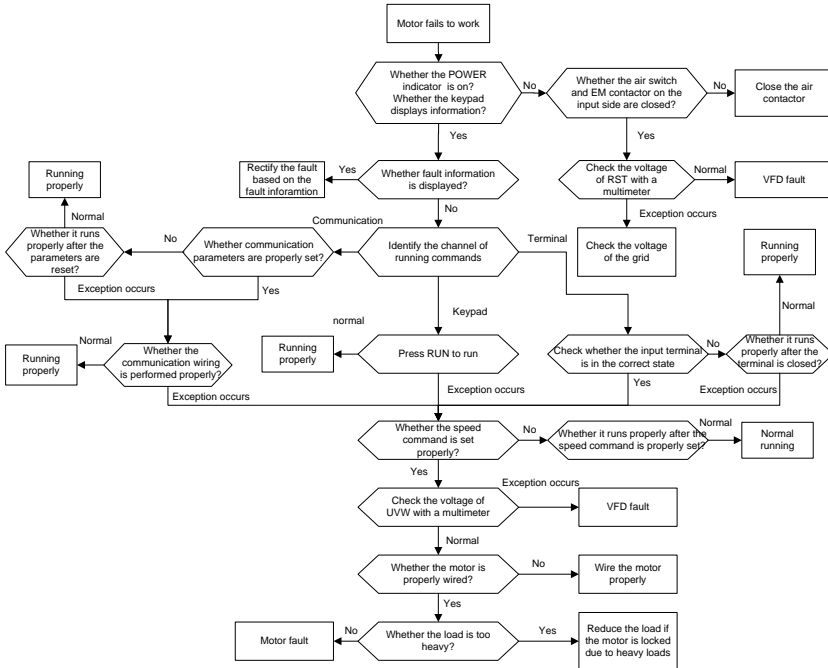 Motor fails to work
Whether the POWER
indicator is on?
Whether the keypad
displays information?
No
Whether the air switch
and EM contactor on the
input side are closed?
No
Close the air
contactor
Yes
Yes
Rectify the fault
based on the
fault inforamtion
Yes
Whether fault information
is displayed?
Check the voltage
of RST with a
multimeter
Normal
VFD fault
Running
properly
Normal
No
Exception occurs
Communication
Whether it runs
properly after the
parameters are
reset?
No
Whether communication
parameters are properly set?
Identify the channel of
running commands
Terminal
Check the voltage
of the grid
Running
properly
Exception occurs
Yes
Keypad
Normal
normal
Running
properly
Normal
Whether the
communication wiring
is performed properly?
Running
properly
Press RUN to run
Check whether the input terminal
is in the correct state
No
Whether it runs
properly after the
terminal is closed?
Exception occurs
Exception occurs
Yes
Exception occurs
Whether the speed
command is set
properly?
No
Whether it runs properly after the
speed command is properly set?
Normal
Normal
running
Yes
Exception occurs
Check the voltage of
UVW with a multimeter
VFD fault
Normal
Whether the motor is
properly wired?
No
Wire the motor
properly
Yes
Motor fault
No
Whether the load is too
heavy?
Yes
Reduce the load if
the motor is locked
due to heavy loads